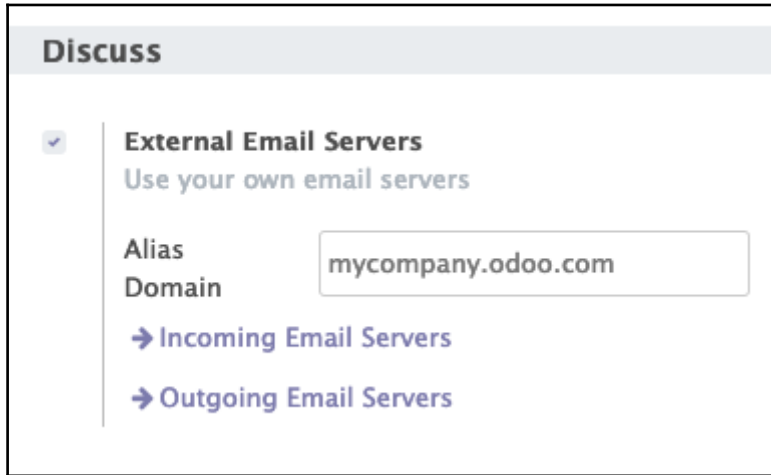 Discuss
External Email Servers
Use your own email servers
Alias
Domain
mycompany.odoo.com
Incoming Email Servers
Outgoing Email Servers